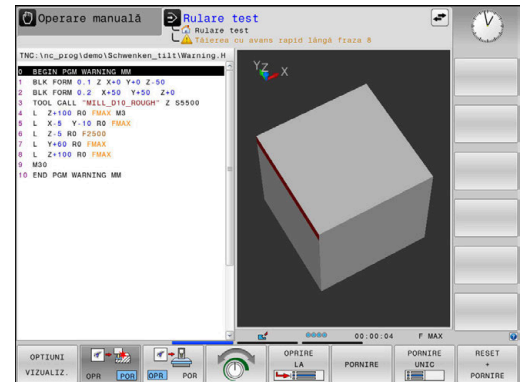 Operare manuală
Rulare test
Rulare test
Tăierea cu avans rapid lângă fraza 8
TNC:\nc_prog\demo\Schwenken_tilt\Warning.H
0 BEGIN PGM WARNING MM
1 BLK FORM 0.1 Z X+0 Y+0 Z-50
2 BLK FORM 0.2 X+50 Y+50 Z+0
3 TOOL CALL "MILL_D10_ROUGH" Z S5500
4 L Z+100 R0 FMAX M3
5 L X-5 Y-10 R0 FMAX
6 L Z-5 R0 F2500
7 L Y+60 R0 FMAX
8 L Z+100 R0 FMAX
9 M30
10 END PGM WARNING MM
Y Z X
00:00:04 F MAX
OPTIUNI
VIZUALIZ.
OPR POR
OPR POR
OPRIRE
LA
PORNIRE
PORNIRE
UNIC
RESET
+
PORNIRE